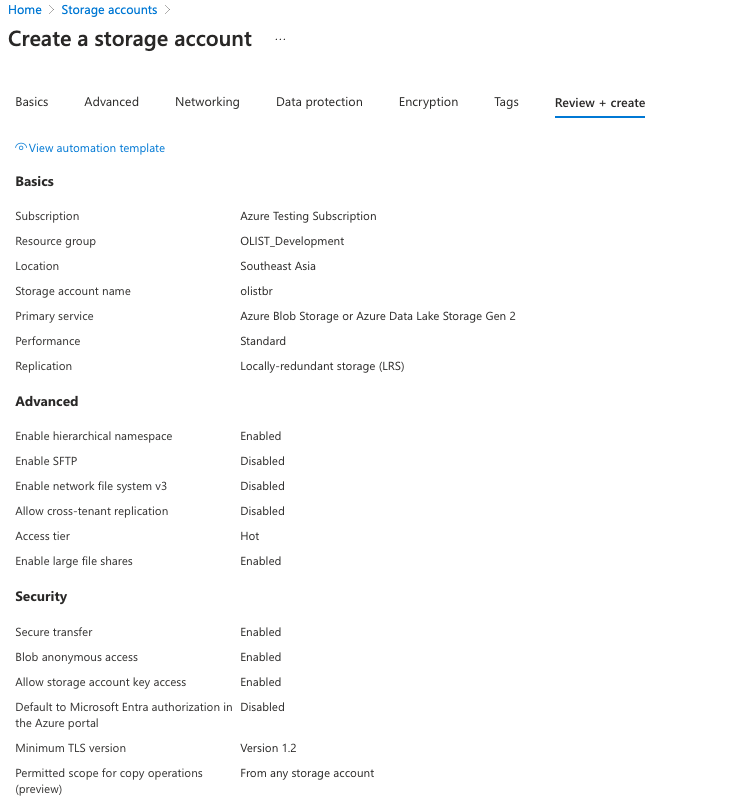 Home > Storage accounts >
Create a storage account ...
Basics Advanced Networking Data protection Encryption Tags Review + create
View automation template
Basics
Subscription Azure Testing Subscription
Resource group OLIST_Development
Location Southeast Asia
Storage account name olistbr
Primary service Azure Blob Storage or Azure Data Lake Storage Gen 2
Performance Standard
Replication Locally-redundant storage (LRS)
Advanced
Enable hierarchical namespace Enabled
Enable SFTP Disabled
Enable network file system v3 Disabled
Allow cross-tenant replication Disabled
Access tier Hot
Enable large file shares Enabled
Security
Secure transfer Enabled
Blob anonymous access Enabled
Allow storage account key access Enabled
Default to Microsoft Entra authorization in Disabled
the Azure portal
Minimum TLS version Version 1.2
Permitted scope for copy operations From any storage account
(preview)